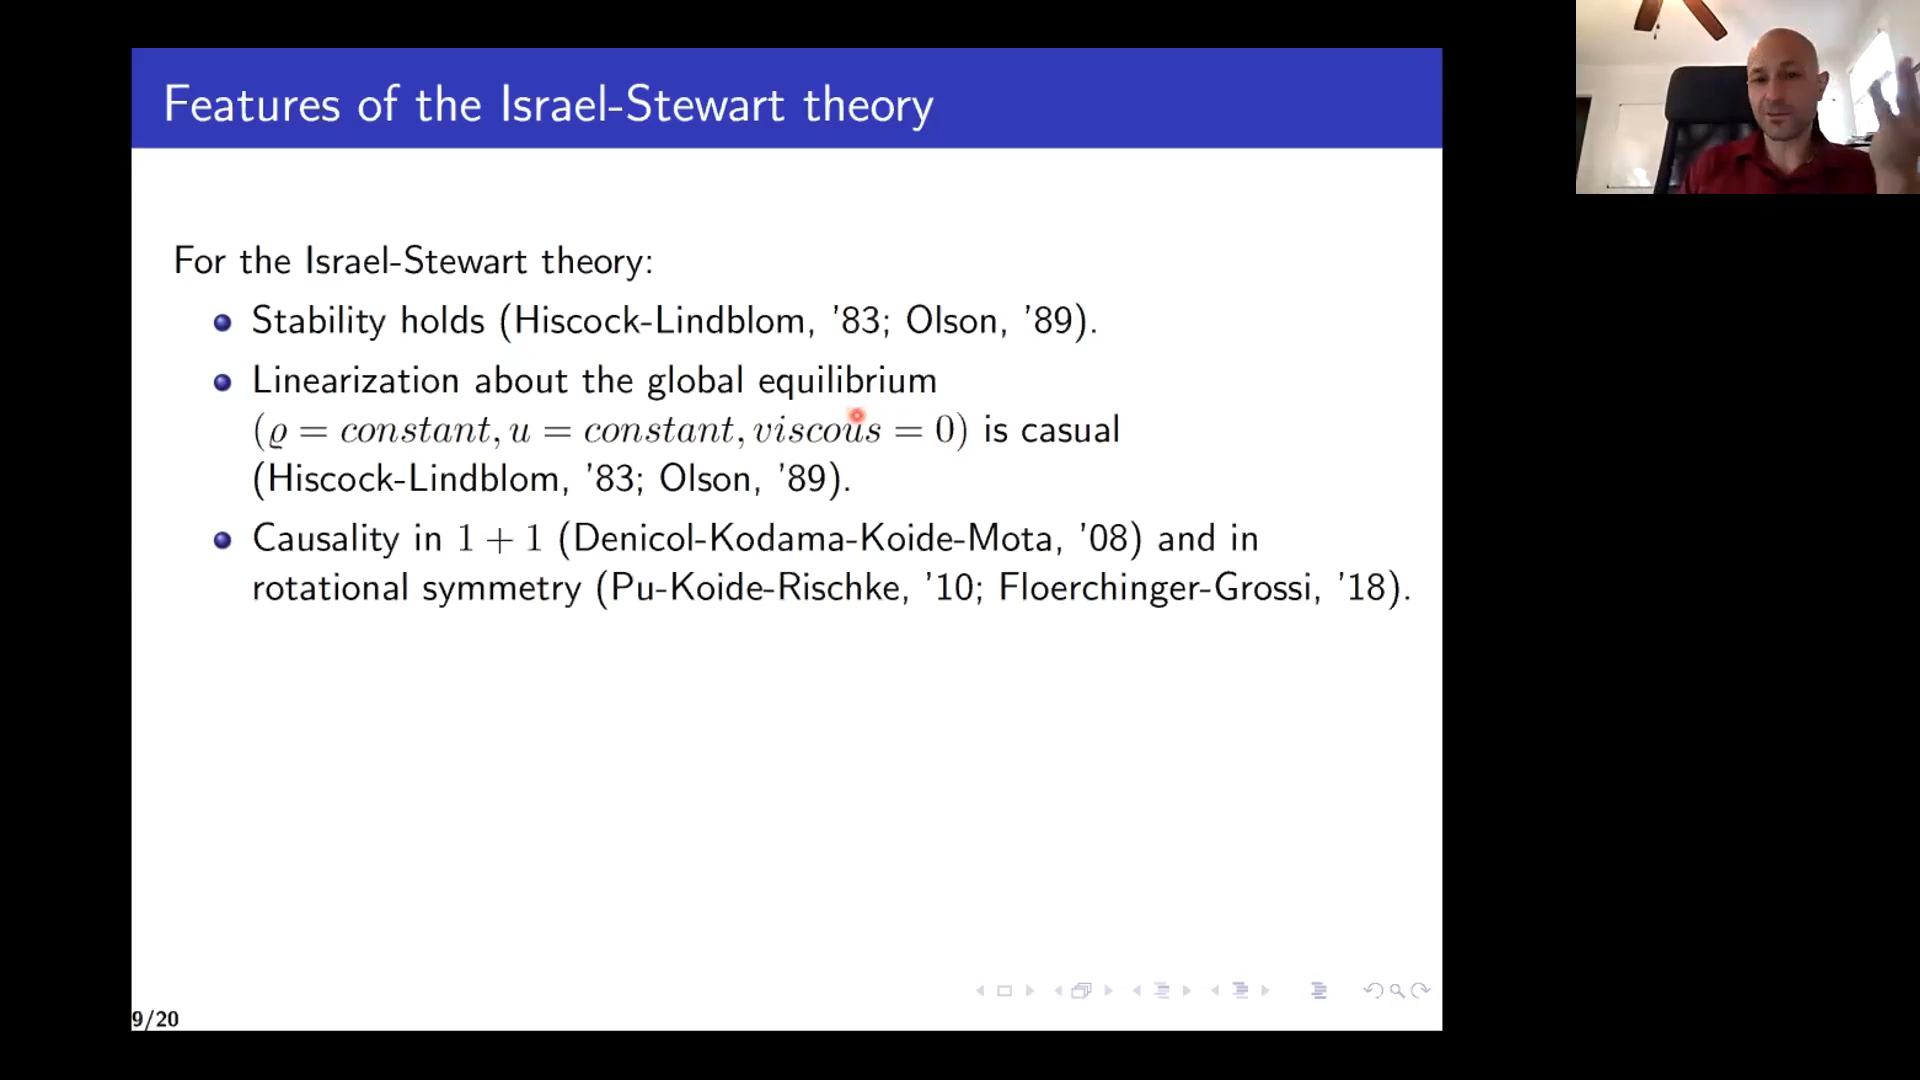 Features of the Israel-Stewart theory
For the Israel-Stewart theory:
Stability holds (Hiscock-Lindblom, '83; Olson, '89).
Linearization about the global equilibrium
(ϱ = constant, u = constant, viscous = 0) is casual
(Hiscock-Lindblom, '83; Olson, '89).
Causality in 1 + 1 (Denicol-Kodama-Koide-Mota, '08) and in
rotational symmetry (Pu-Koide-Rischke, '10; Floerchinger-Grossi, '18).
9/20